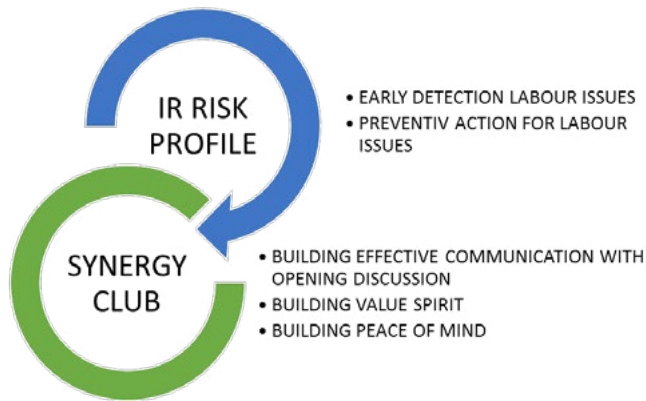 IR RISK
PROFILE
• EARLY DETECTION LABOUR ISSUES
• PREVENTIV ACTION FOR LABOUR
ISSUES
SYNERGY
CLUB
• BUILDING EFFECTIVE COMMUNICATION WITH
OPENING DISCUSSION
• BUILDING VALUE SPIRIT
• BUILDING PEACE OF MIND